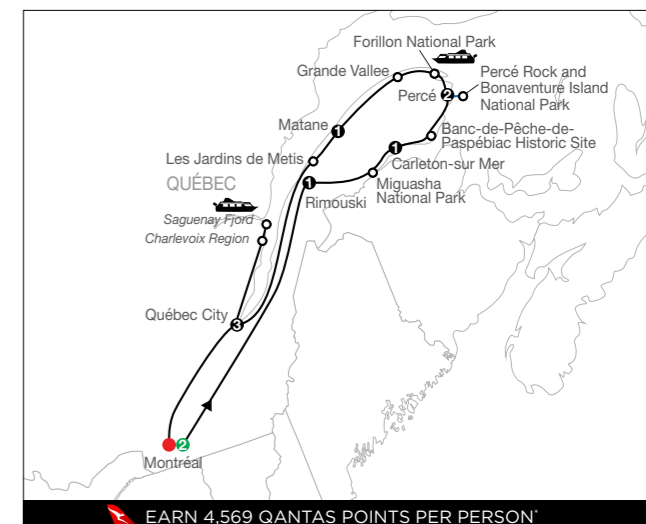 Forillon National Park
Grande Vallee
Percé
2
Percé Rock and
Bonaventure Island
National Park
Matane
1
Banc-de-Pêche-de-
Paspébiac Historic Site
1
Carleton-sur Mer
Les Jardins de Metis
QUÉBEC
1
Rimouski
Miguasha
National Park
Saguenay Fjord
Charlevoix Region
Québec City
3
2
Montréal
EARN 4,569 QANTAS POINTS PER PERSON*